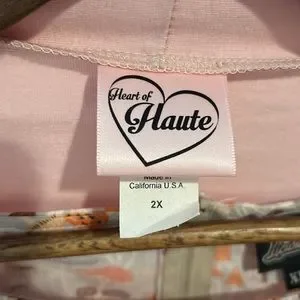 Heart of
Haute
Made in
California U.S.A.
2X